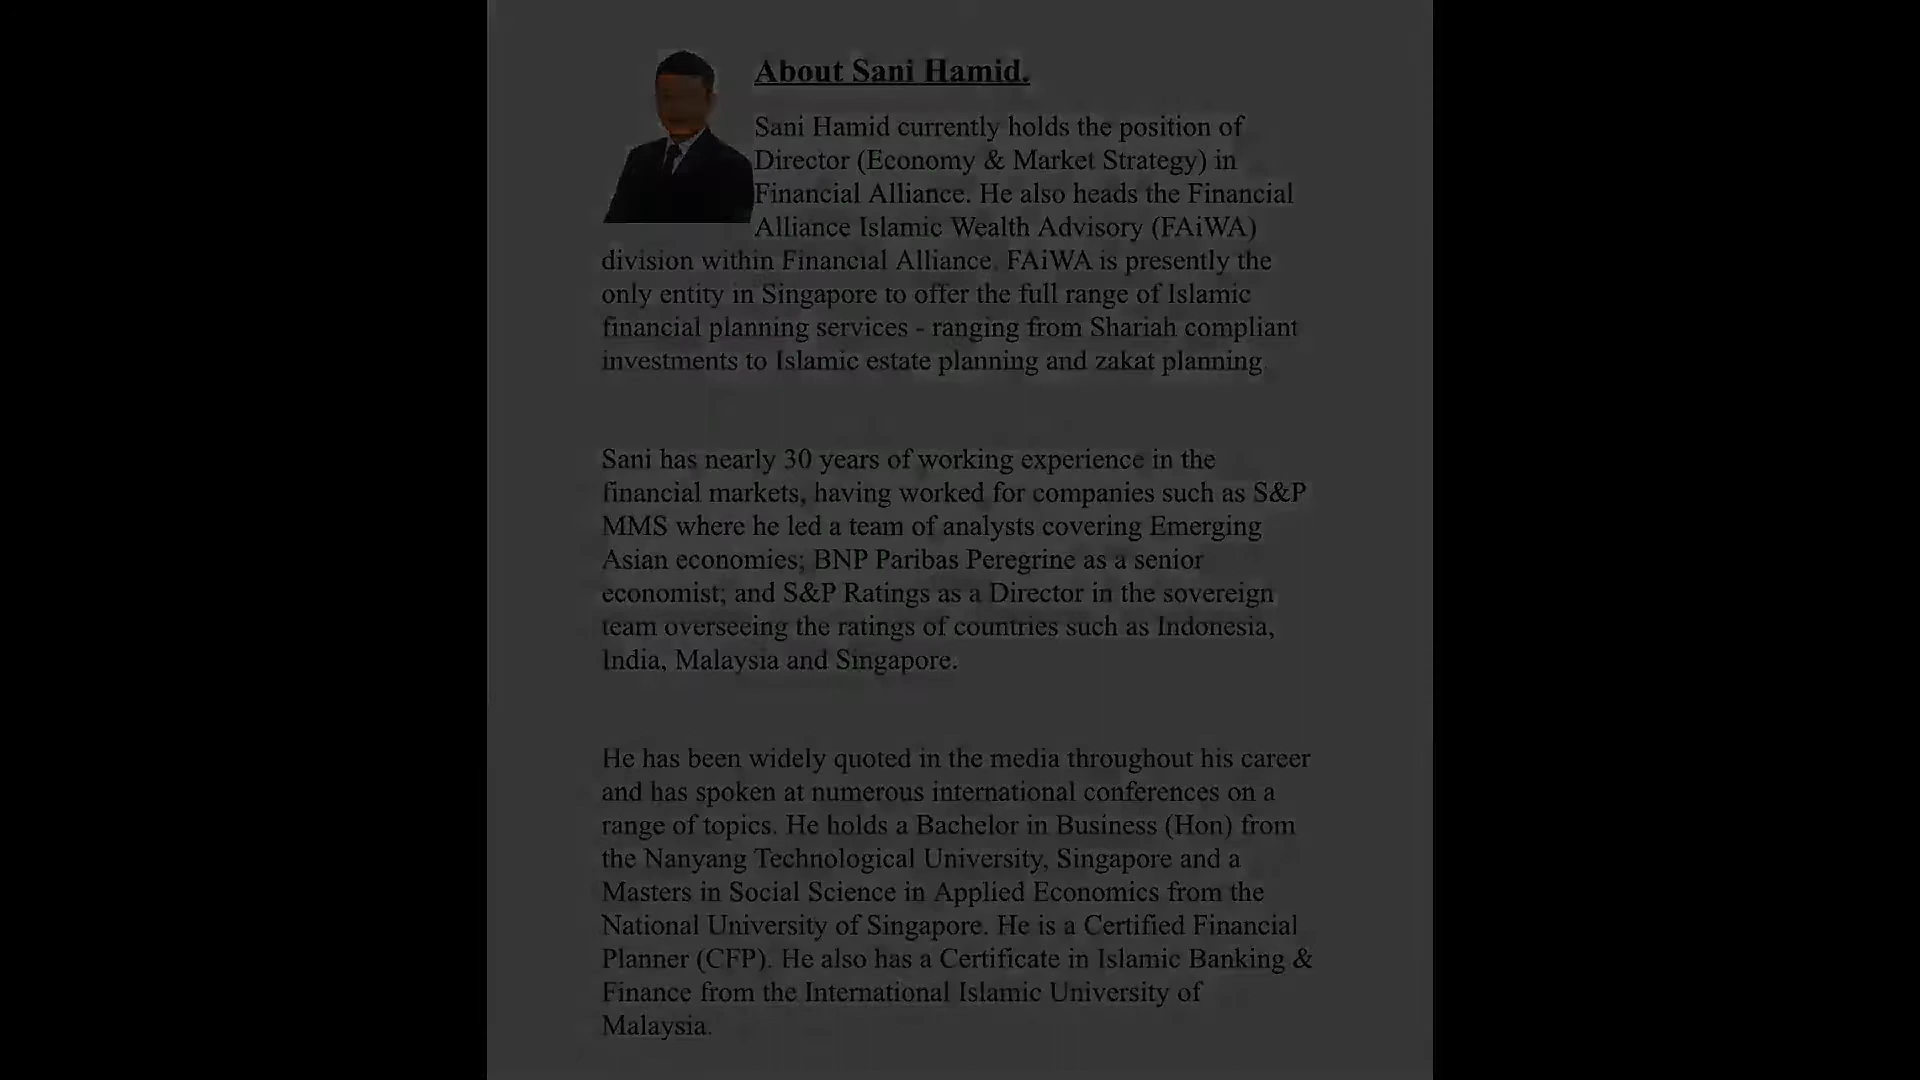 About Sani Hamid.
Sani Hamid currently holds the position of
Director (Economy & Market Strategy) in
Financial Alliance. He also heads the Financial
Alliance Islamic Wealth Advisory (FAiWA)
division within Financial Alliance. FAiWA is presently the
only entity in Singapore to offer the full range of Islamic
financial planning services - ranging from Shariah compliant
investments to Islamic estate planning and zakat planning.
Sani has nearly 30 years of working experience in the
financial markets, having worked for companies such as S&P
MMS where he led a team of analysts covering Emerging
Asian economies; BNP Paribas Peregrine as a senior
economist; and S&P Ratings as a Director in the sovereign
team overseeing the ratings of countries such as Indonesia,
India, Malaysia and Singapore.
He has been widely quoted in the media throughout his career
and has spoken at numerous international conferences on a
range of topics. He holds a Bachelor in Business (Hon) from
the Nanyang Technological University, Singapore and a
Masters in Social Science in Applied Economics from the
National University of Singapore. He is a Certified Financial
Planner (CFP). He also has a Certificate in Islamic Banking &
Finance from the International Islamic University of
Malaysia.